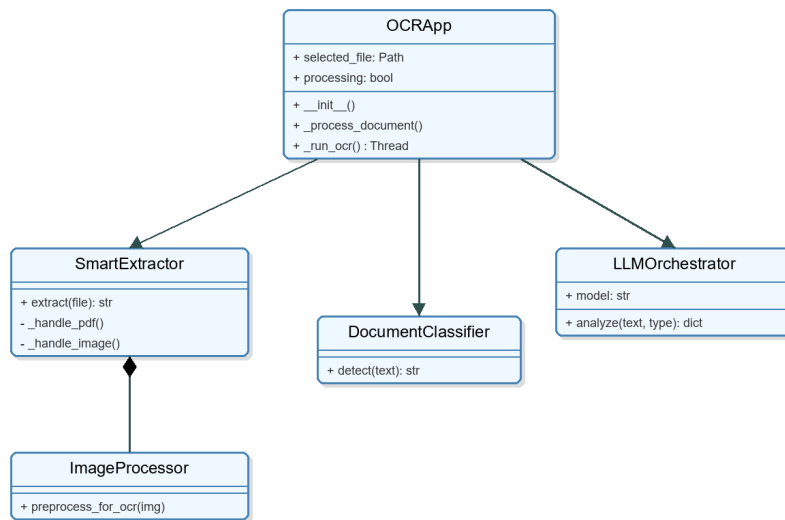 OCRApp
+ selected_file: Path
+ processing: bool
+ __init__()
+ _process_document()
+ _run_ocr() : Thread
SmartExtractor
+ extract(file): str
- _handle_pdf()
- _handle_image()
DocumentClassifier
+ detect(text): str
LLMOrchestrator
+ model: str
+ analyze(text, type): dict
ImageProcessor
+ preprocess_for_ocr(img)